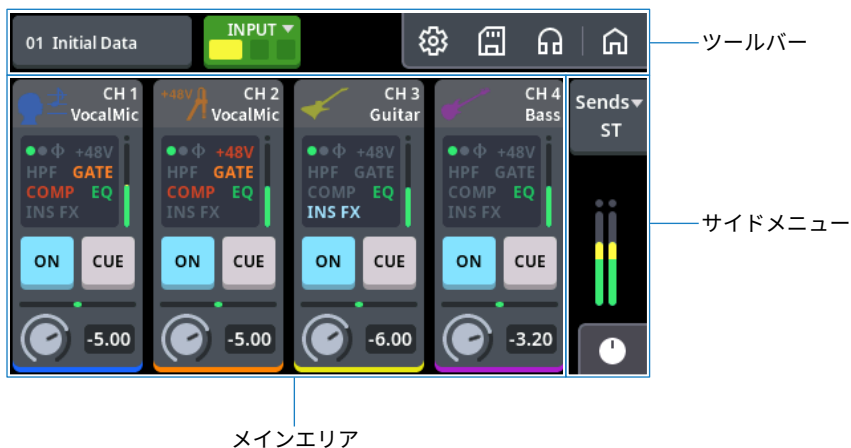 01 Initial Data
INPUT
ツールバー
CH 1
VocalMic
+48V
HPF GATE
COMP EQ
INS FX
ON CUE
-5.00
+48V
CH 2
VocalMic
+48V
HPF GATE
COMP EQ
INS FX
ON CUE
-5.00
CH 3
Guitar
+48V
HPF GATE
COMP EQ
INS FX
ON CUE
-6.00
CH 4
Bass
+48V
HPF GATE
COMP EQ
INS FX
ON CUE
-3.20
Sends
ST
サイドメニュー
メインエリア